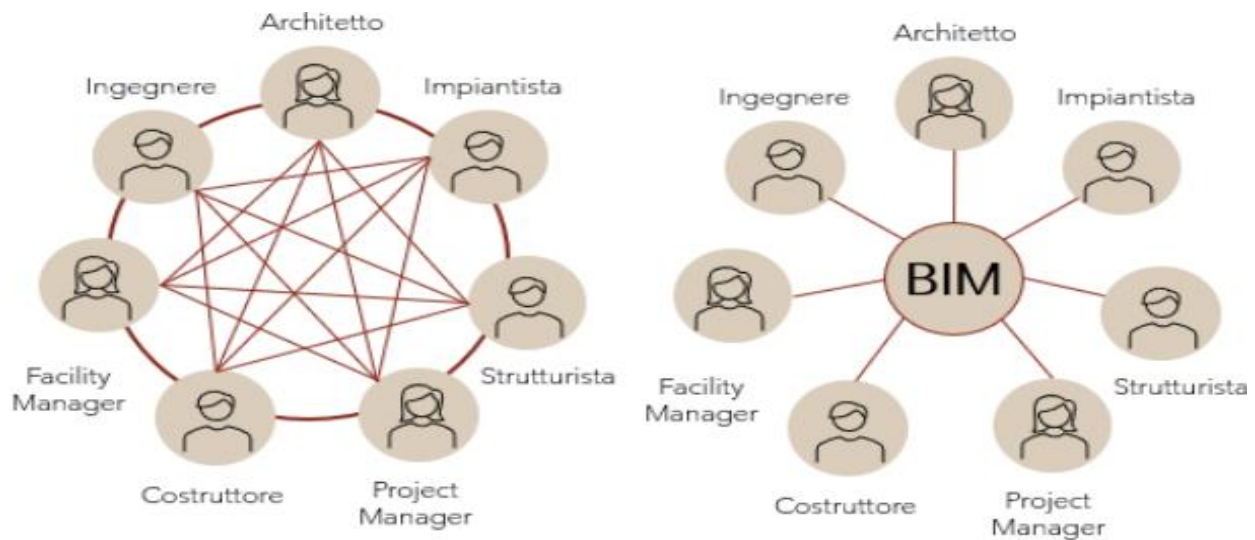 Architetto
Ingegnere
Impiantista
Facility
Manager
Strutturista
Costruttore
Project
Manager
Architetto
Ingegnere
Impiantista
BIM
Facility
Manager
Strutturista
Costruttore
Project
Manager